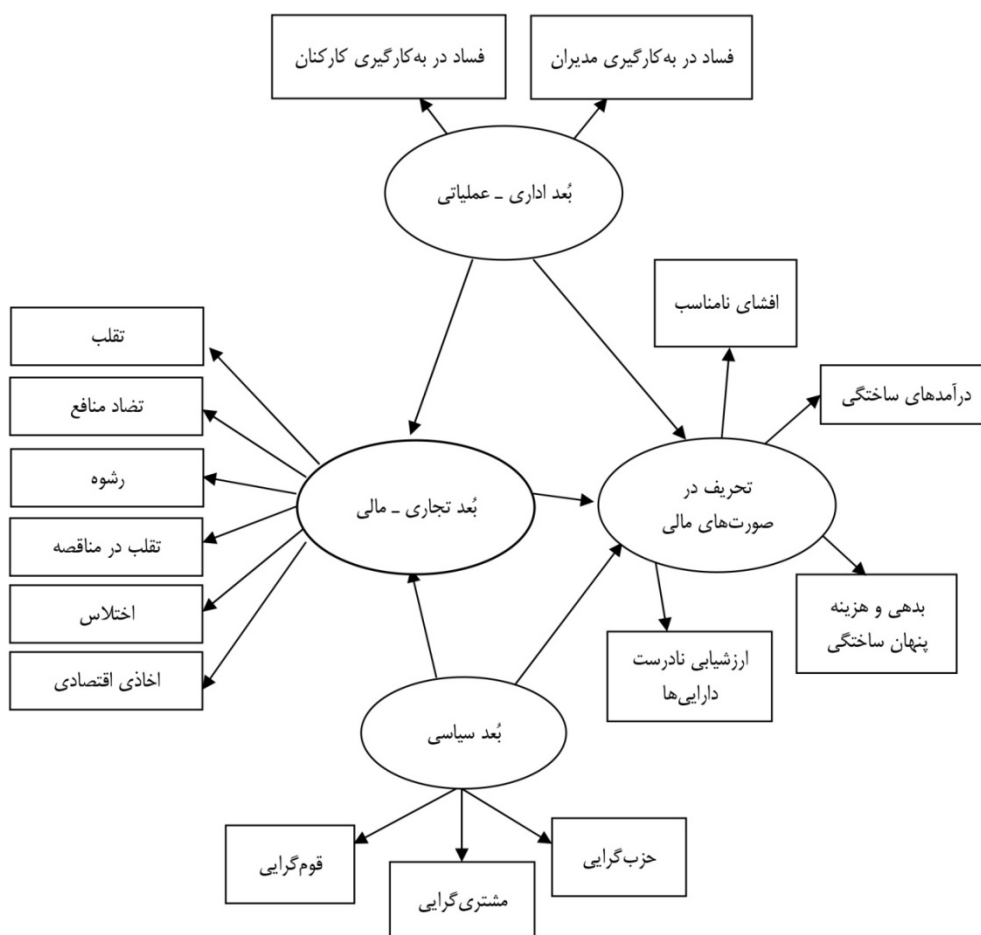 فساد در به‌کارگیری مدیران
فساد در به‌کارگیری کارکنان
بُعد اداری ـ عملیاتی
افشای نامناسب
درآمدهای ساختگی
تقلب
تضاد منافع
رشوه
تقلب در مناقصه
اختلاس
اخاذی اقتصادی
بُعد تجاری ـ مالی
تحریف در
صورت‌های مالی
بدهی و هزینه
پنهان ساختگی
ارزشیابی نادرست
دارایی‌ها
بُعد سیاسی
حزب‌گرایی
مشتری‌گرایی
قوم‌گرایی